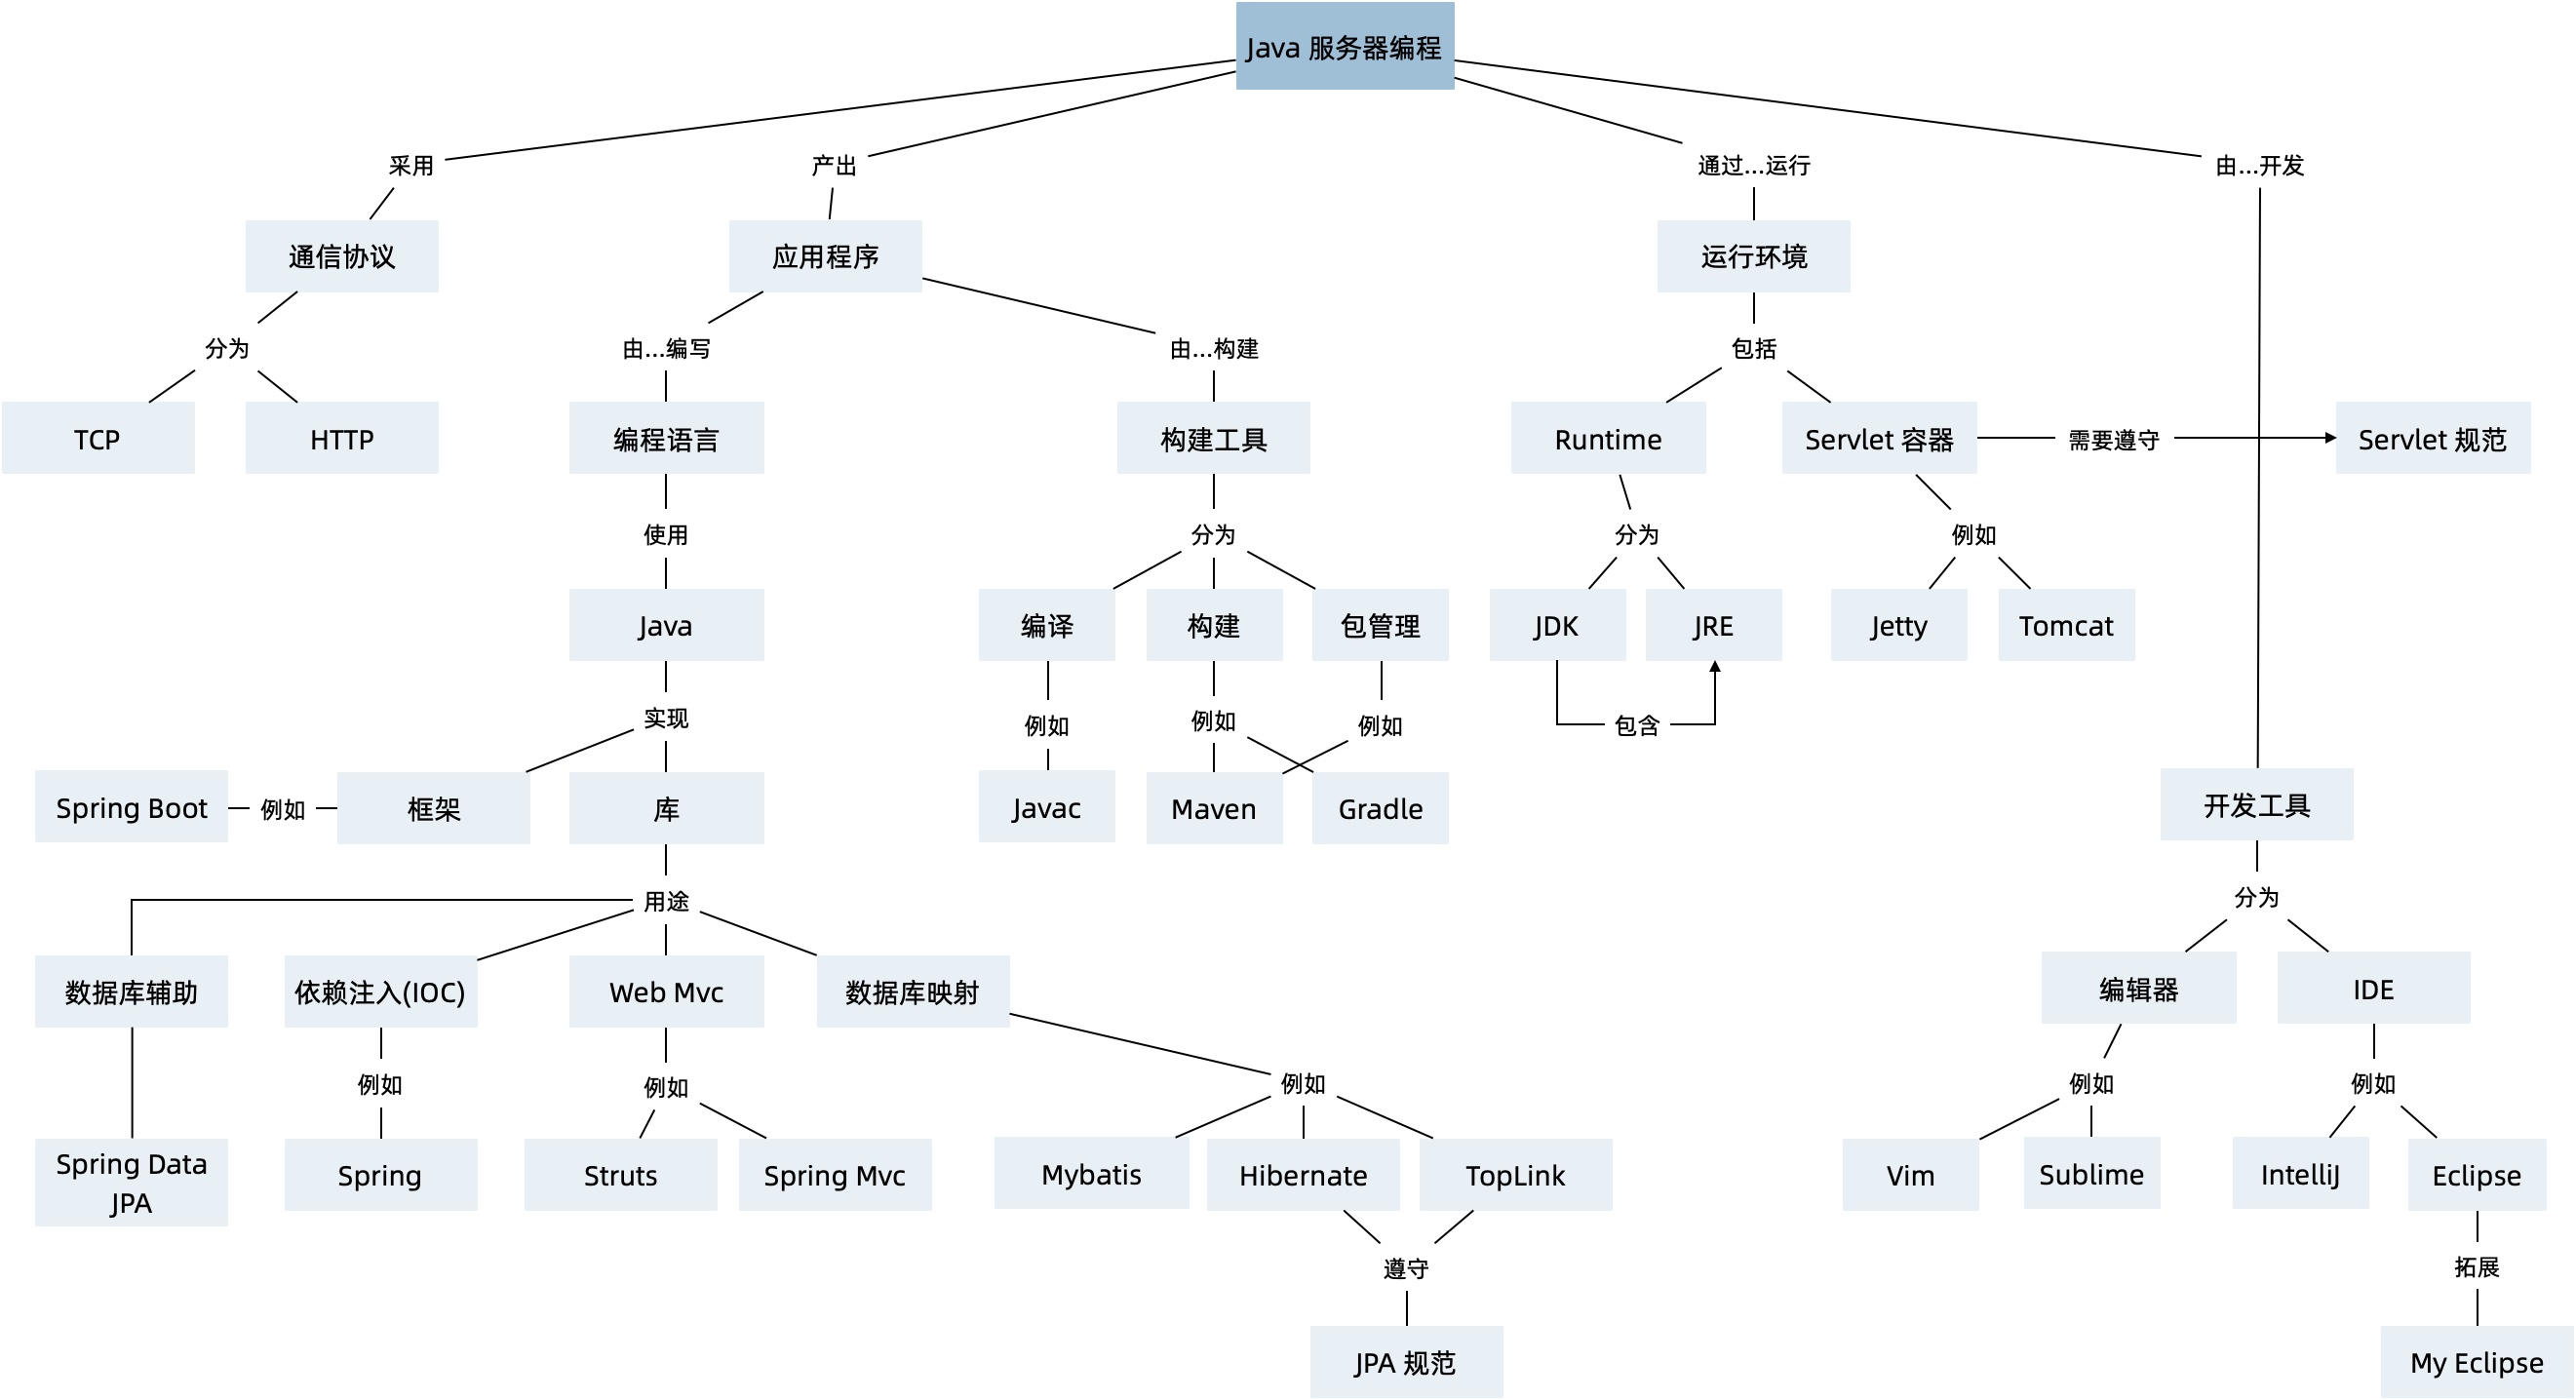 Java 服务器编程
采用
产出
通过...运行
由...开发
通信协议
应用程序
运行环境
分为
由...编写
由...构建
包括
TCP
HTTP
编程语言
构建工具
Runtime
Servlet 容器
需要遵守
Servlet 规范
使用
分为
分为
例如
Java
编译
构建
包管理
JDK
JRE
Jetty
Tomcat
实现
例如
例如
例如
包含
Spring Boot
例如
框架
库
Javac
Maven
Gradle
开发工具
用途
分为
数据库辅助
依赖注入(IOC)
Web Mvc
数据库映射
编辑器
IDE
例如
例如
例如
例如
例如
Spring Data
JPA
Spring
Struts
Spring Mvc
Mybatis
Hibernate
TopLink
Vim
Sublime
IntelliJ
Eclipse
遵守
拓展
JPA 规范
My Eclipse